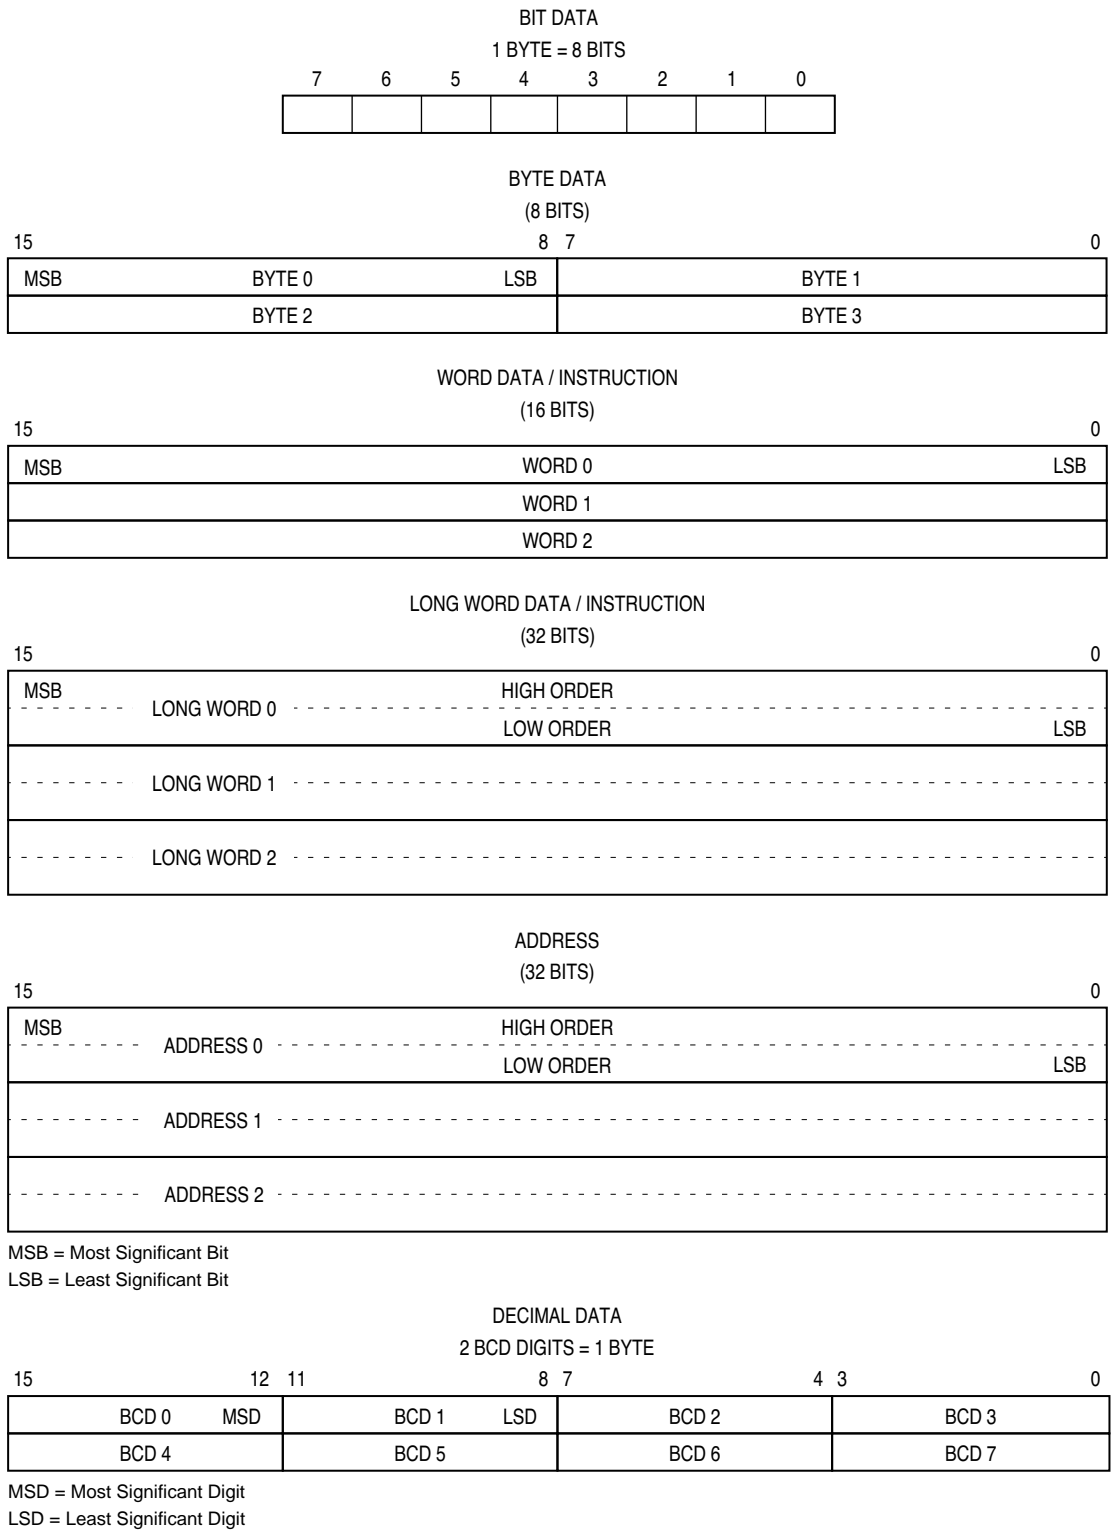 BIT DATA
1 BYTE = 8 BITS
7 6 5 4 3 2 1 0
BYTE DATA
(8 BITS)
15 8 7 0
MSB BYTE 0 LSB BYTE 1
BYTE 2 BYTE 3
WORD DATA / INSTRUCTION
(16 BITS)
15 0
MSB WORD 0 LSB
WORD 1
WORD 2
LONG WORD DATA / INSTRUCTION
(32 BITS)
15 0
MSB HIGH ORDER
LONG WORD 0
LOW ORDER LSB
LONG WORD 1
LONG WORD 2
ADDRESS
(32 BITS)
15 0
MSB HIGH ORDER
ADDRESS 0
LOW ORDER LSB
ADDRESS 1
ADDRESS 2
MSB = Most Significant Bit
LSB = Least Significant Bit
DECIMAL DATA
2 BCD DIGITS = 1 BYTE
15 12 11 8 7 4 3 0
BCD 0 MSD BCD 1 LSD BCD 2 BCD 3
BCD 4 BCD 5 BCD 6 BCD 7
MSD = Most Significant Digit
LSD = Least Significant Digit